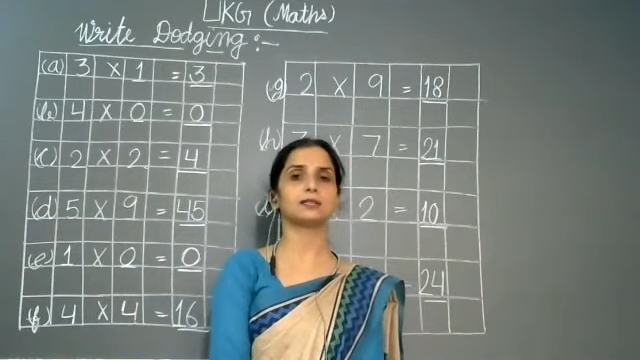 UKG (Maths)
Write Dodging :-
(a) 3 X 1 = 3
(b) 4 X 0 = 0
(c) 2 X 2 = 4
(d) 5 X 9 = 45
(e) 1 X 0 = 0
(f) 4 X 4 = 16
(g) 2 X 9 = 18
(h) X 7 = 21
2 = 10
24